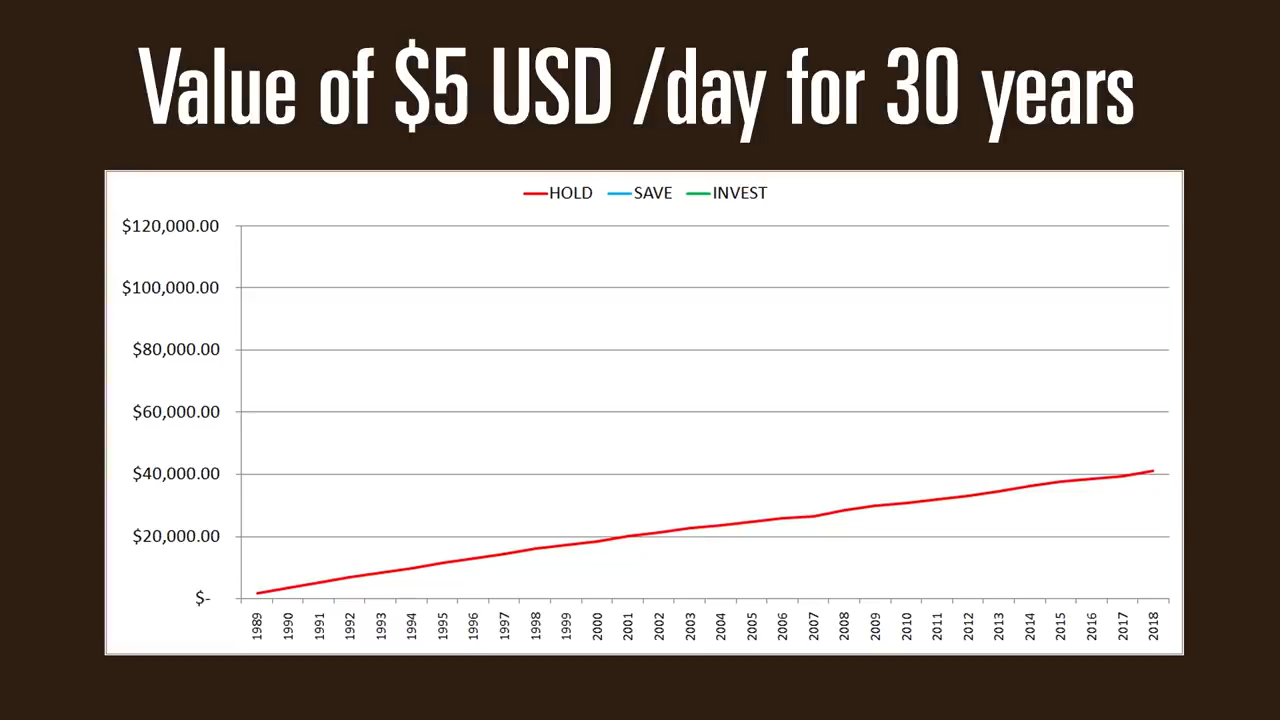 Value of $5 USD /day for 30 years
HOLD SAVE INVEST
$120,000.00
$100,000.00
$80,000.00
$60,000.00
$40,000.00
$20,000.00
$-
1989 1990 1991 1992 1993 1994 1995 1996 1997 1998 1999 2000 2001 2002 2003 2004 2005 2006 2007 2008 2009 2010 2011 2012 2013 2014 2015 2016 2017 2018